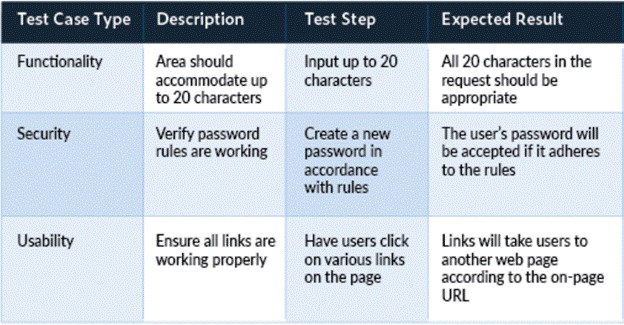 Test Case Type Description Test Step Expected Result
Functionality
Area should
accommodate up
to 20 characters
Input up to 20
characters
All 20 characters in the
request should be
appropriate
Security
Verify password
rules are working
Create a new
password in
accordance
with rules
The user's password will
be accepted if it adheres
to the rules
Usability
Ensure all links are
working properly
Have users click
on various links
on the page
Links will take users to
another web page
according to the on-page
URL